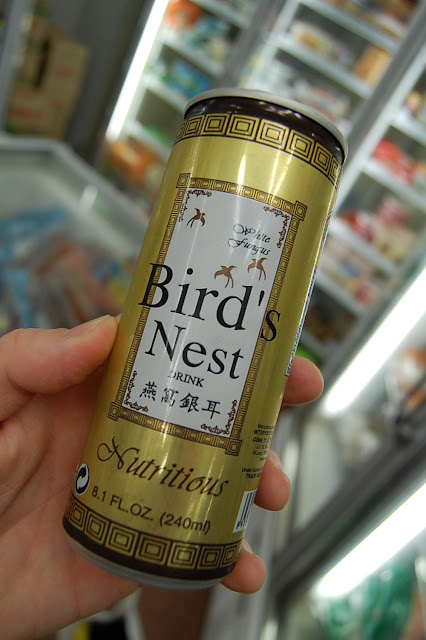 White
Fungus
Bird's
Nest
DRINK
燕窩銀耳
Nutritious
8.1 FL.OZ. (240ml)